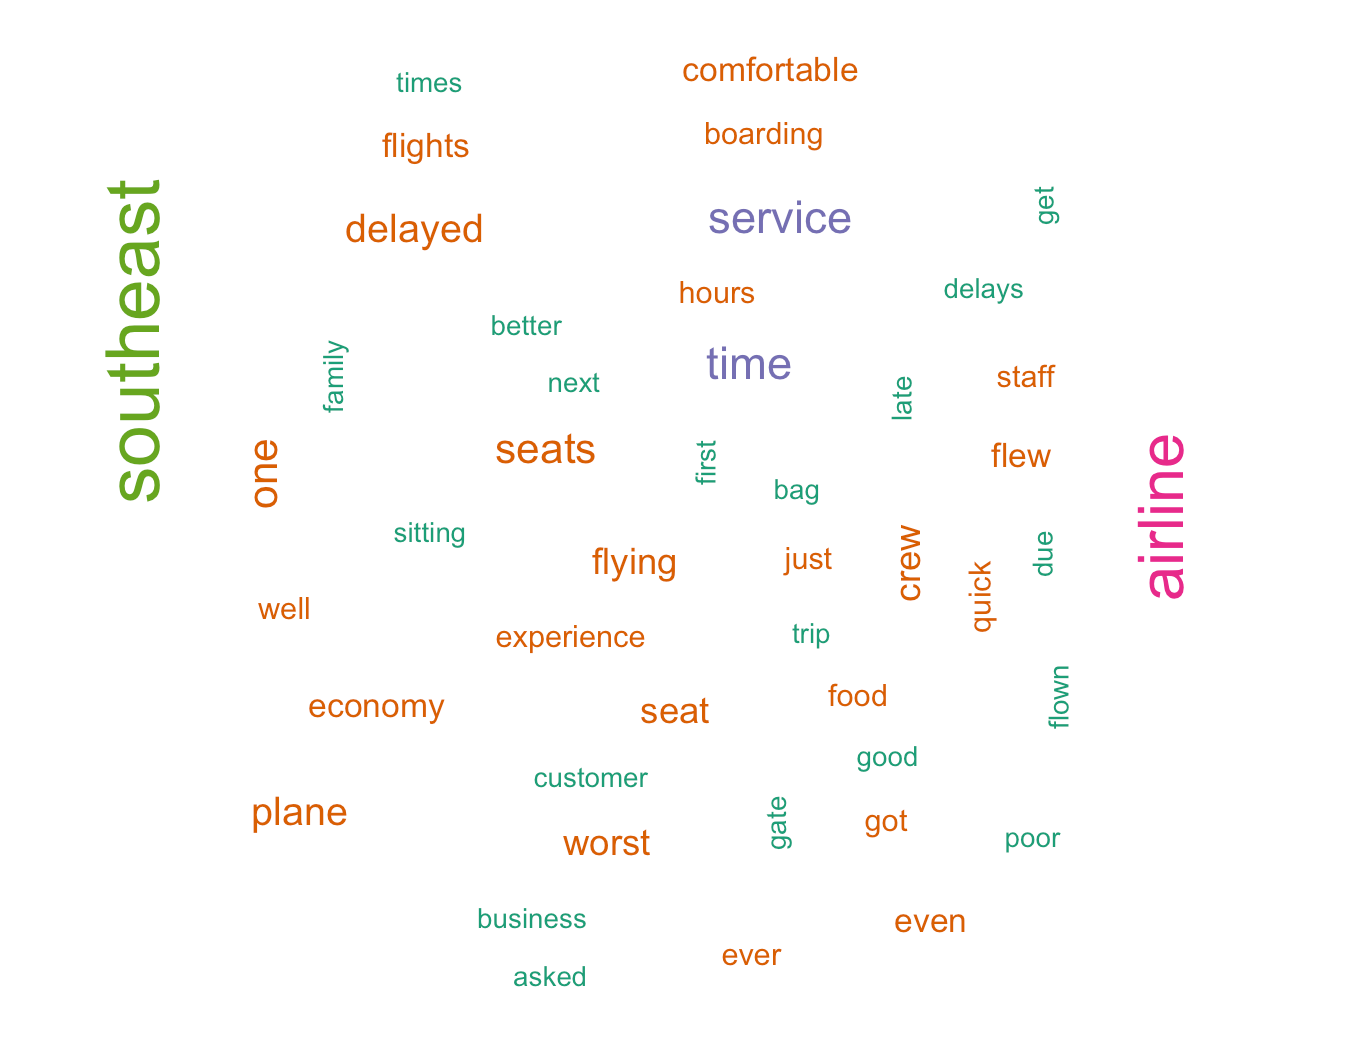 comfortable
times
boarding
flights
get
service
delayed
delays
hours
better
southeast
time
family
staff
next
late
seats
flew
first
one
bag
airline
sitting
due
just
flying
crew
quick
well
trip
experience
food
flown
economy
seat
good
customer
plane
got
gate
poor
worst
business
even
ever
asked